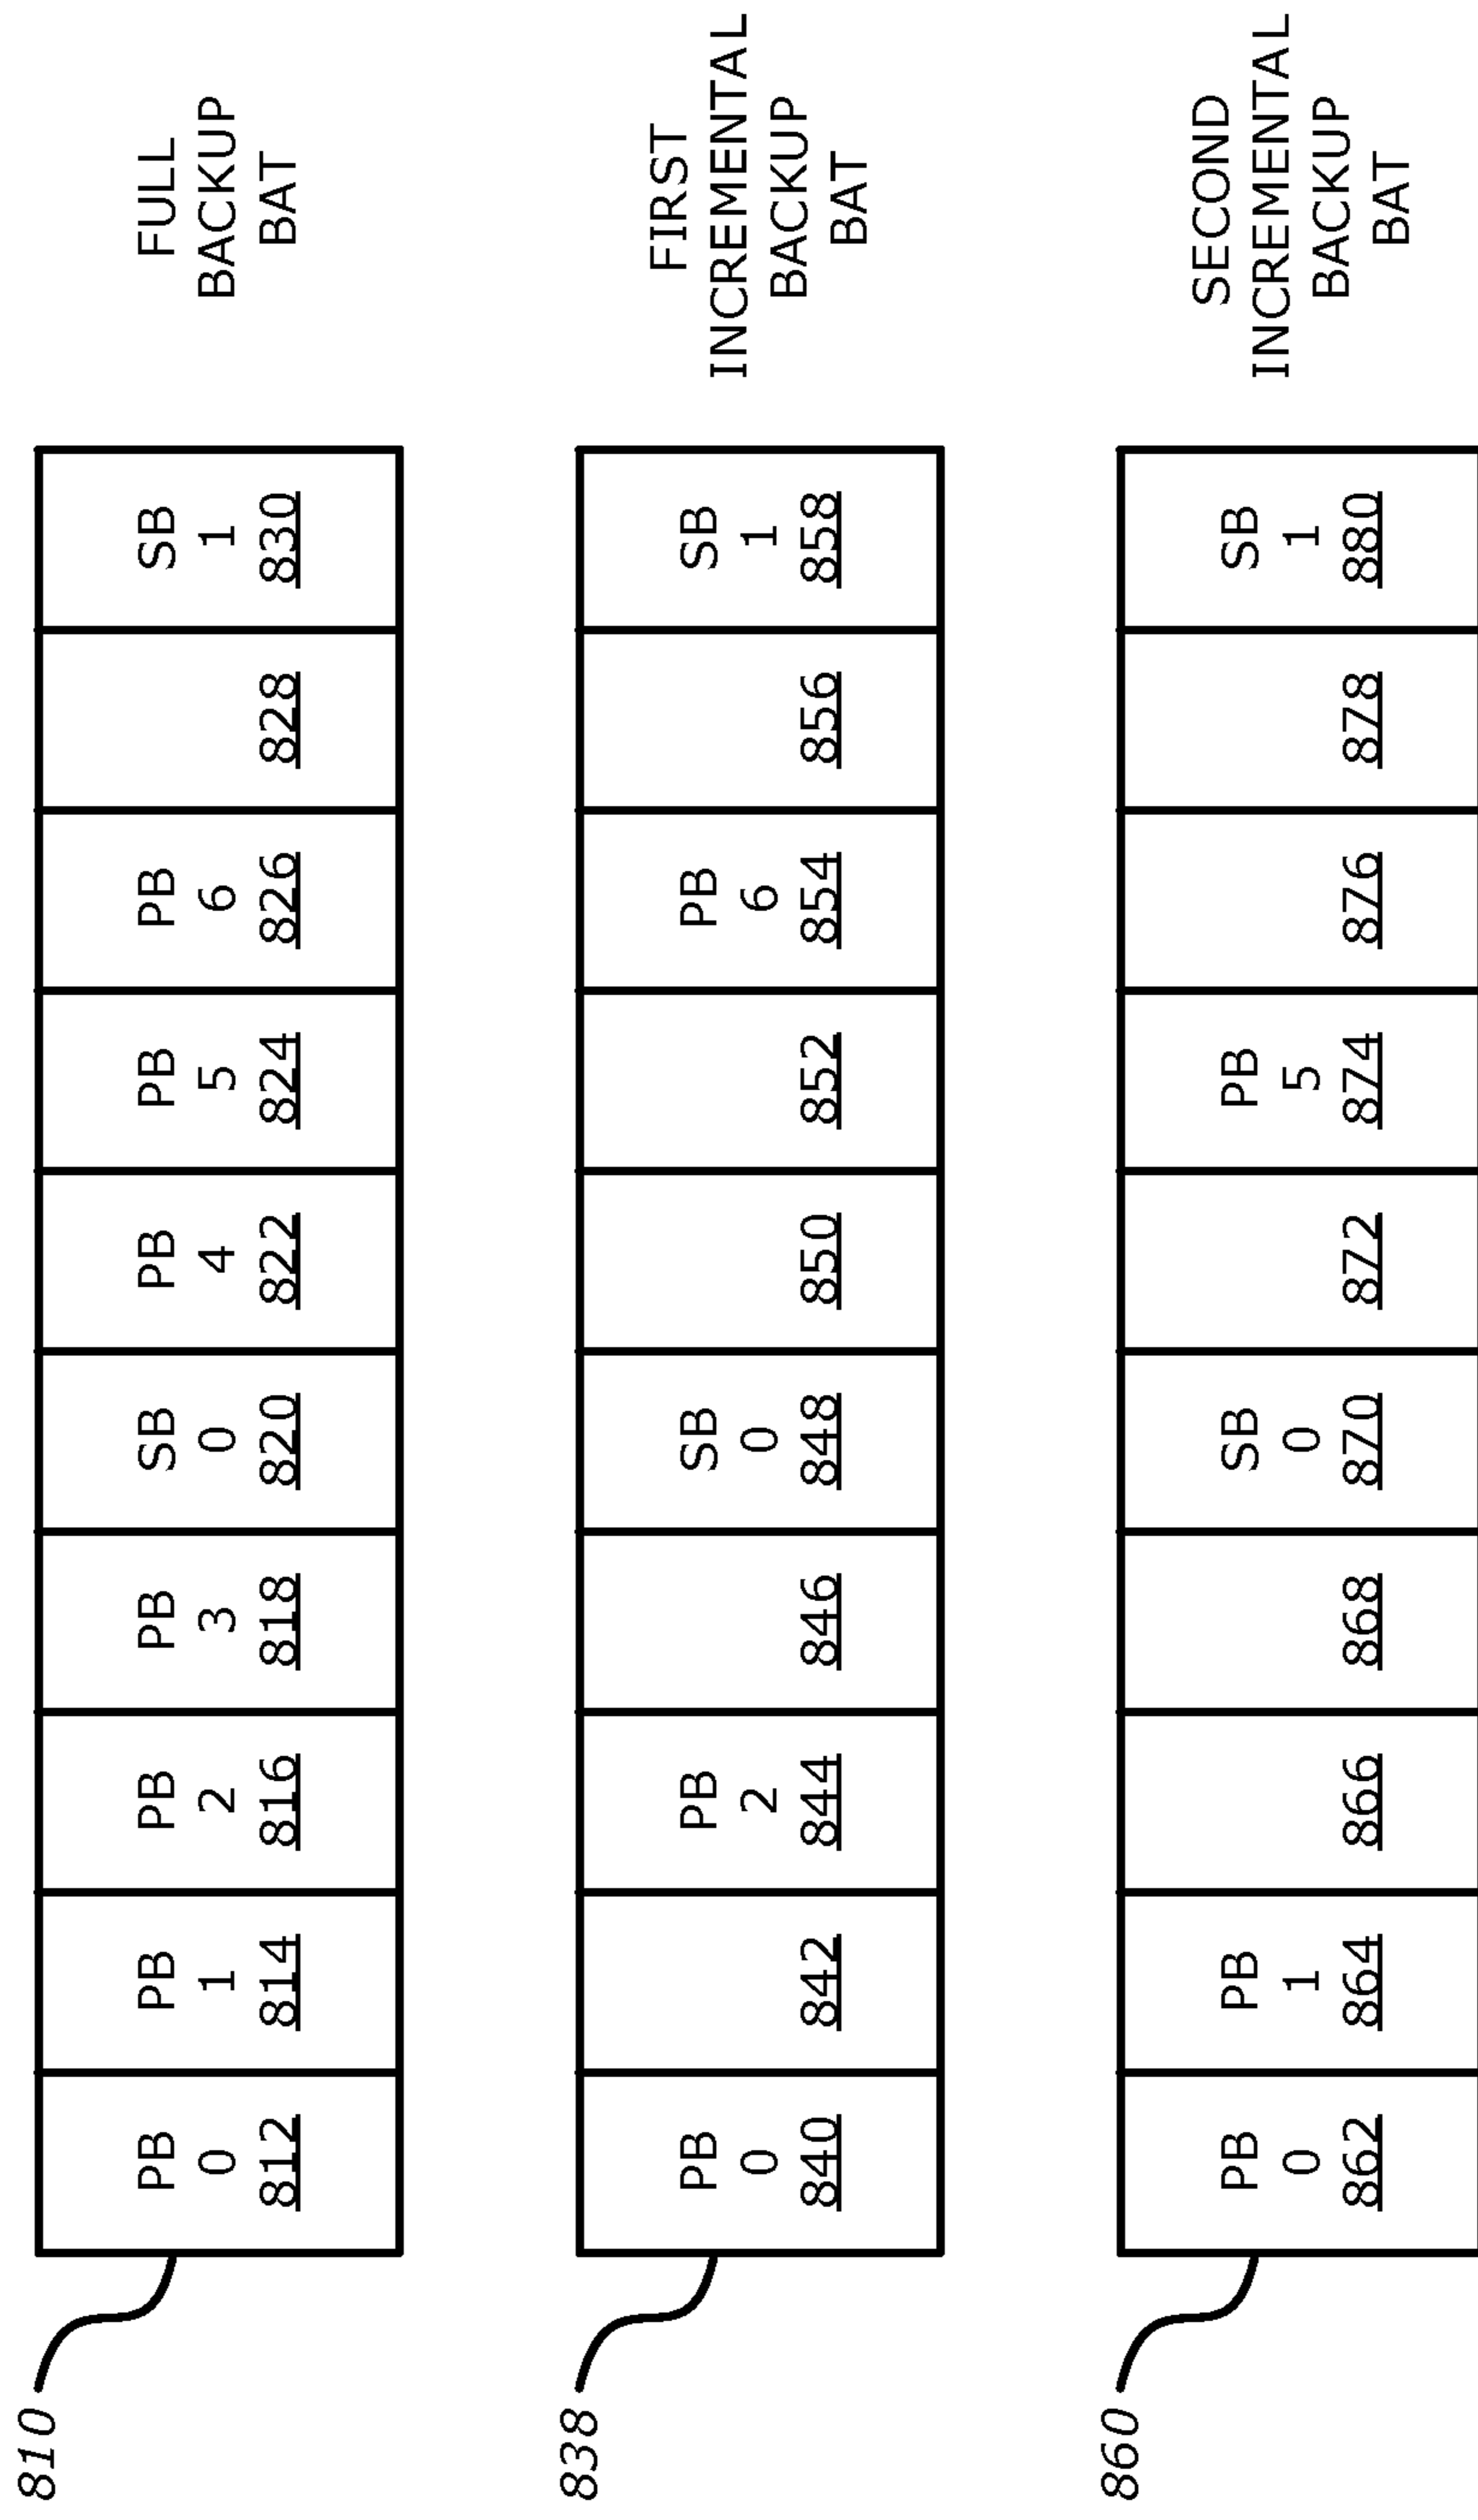 810
PB
0
812
PB
1
814
PB
2
816
PB
3
818
SB
0
820
PB
4
822
PB
5
824
PB
6
826
828
SB
1
830
FULL
BACKUP
BAT
838
PB
0
840
842
PB
2
844
846
SB
0
848
850
852
PB
6
854
856
SB
1
858
FIRST
INCREMENTAL
BACKUP
BAT
860
PB
0
862
PB
1
864
866
868
SB
0
870
872
PB
5
874
876
878
SB
1
880
SECOND
INCREMENTAL
BACKUP
BAT